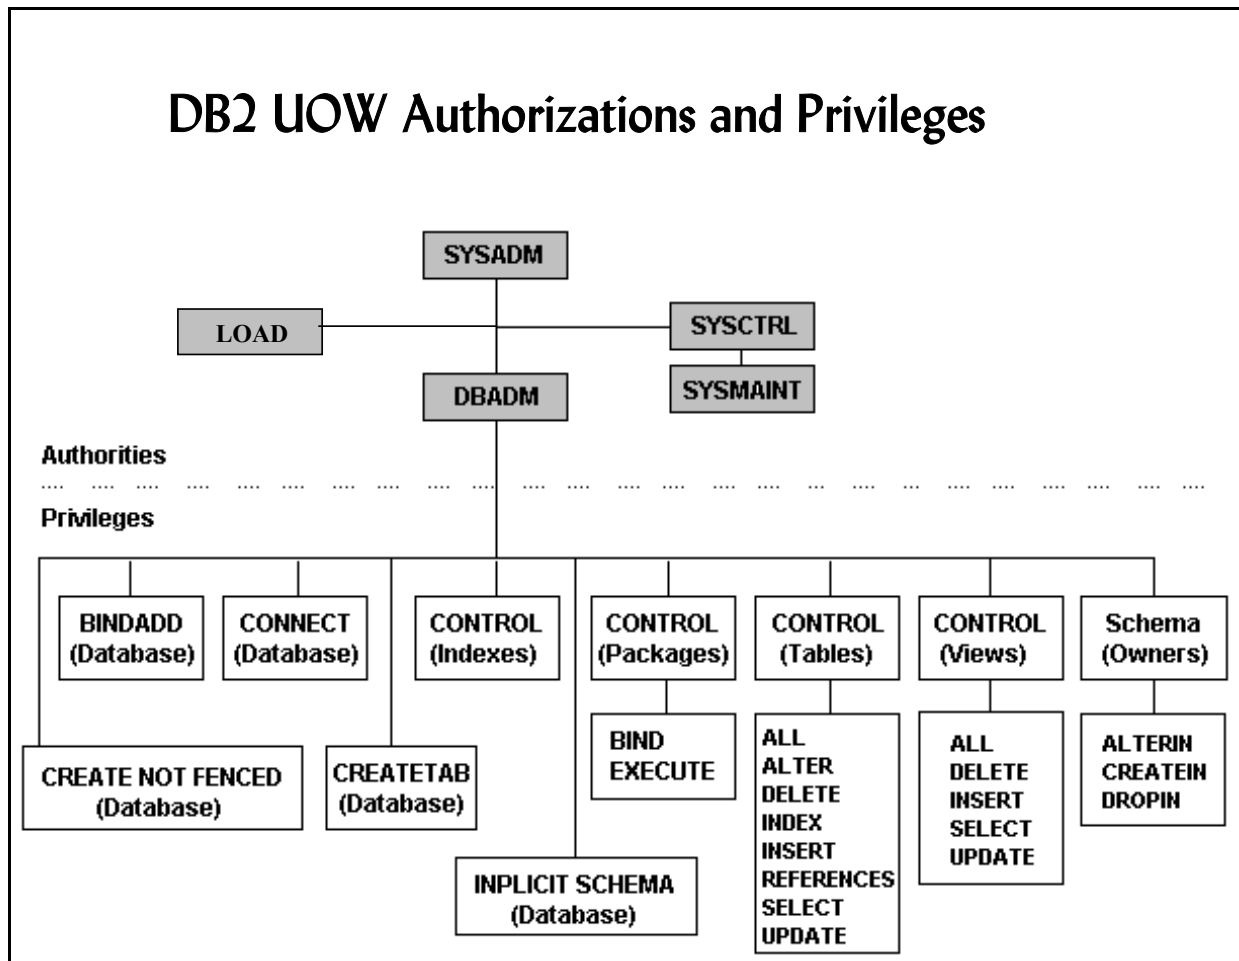 DB2 UOW Authorizations and Privileges
SYSADM
LOAD
SYSCTRL
SYSMAINT
DBADM
Authorities
Privileges
BINDADD
(Database)
CONNECT
(Database)
CONTROL
(Indexes)
CONTROL
(Packages)
CONTROL
(Tables)
CONTROL
(Views)
Schema
(Owners)
CREATE NOT FENCED
(Database)
CREATETAB
(Database)
INPLICIT SCHEMA
(Database)
BIND
EXECUTE
ALL
ALTER
DELETE
INDEX
INSERT
REFERENCES
SELECT
UPDATE
ALL
DELETE
INSERT
SELECT
UPDATE
ALTERIN
CREATEIN
DROPIN